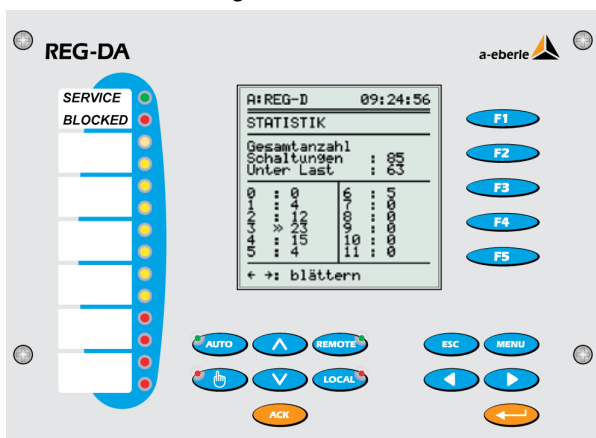 REG-DA
a-eberle
SERVICE
BLOCKED
A:REG-D 09:24:56
STATISTIK
Gesamtanzahl
Schaltungen : 85
Unter Last : 63
0 : 0 6 : 5
1 : 4 7 : 0
2 : 12 8 : 0
3 » 23 9 : 0
4 : 15 10 : 0
5 : 4 11 : 0
← →: blättern
F1
F2
F3
F4
F5
AUTO
REMOTE
ESC
MENU
LOCAL
ACK